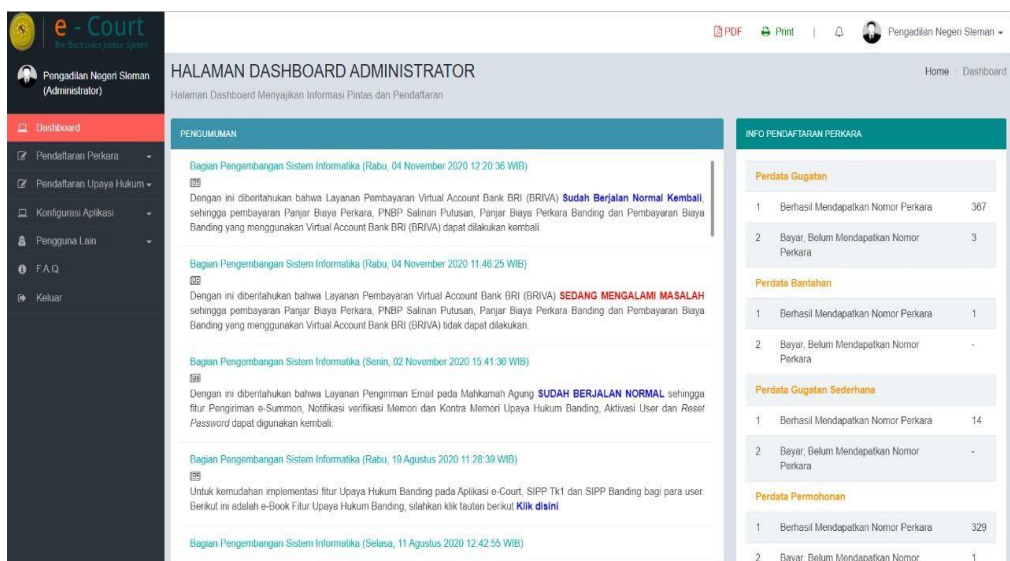 e - Court
The Electronics Justice System
PDF
Print
|
Pengadilan Negeri Sleman
Pengadilan Negeri Sleman
(Administrator)
Dashboard
Pendaftaran Perkara
Pendaftaran Upaya Hukum
Konfigurasi Aplikasi
Pengguna Lain
F.A.Q
Keluar
HALAMAN DASHBOARD ADMINISTRATOR
Halaman Dashboard Menyajikan Informasi Pintas dan Pendaftaran
Home / Dashboard
PENGUMUMAN
Bagian Pengembangan Sistem Informatika (Rabu, 04 November 2020 12:20:36 WIB)
Dengan ini diberitahukan bahwa Layanan Pembayaran Virtual Account Bank BRI (BRIVA) Sudah Berjalan Normal Kembali,
sehingga pembayaran Panjar Biaya Perkara, PNBP Salinan Putusan, Panjar Biaya Perkara Banding dan Pembayaran Biaya
Banding yang menggunakan Virtual Account Bank BRI (BRIVA) dapat dilakukan kembali.
Bagian Pengembangan Sistem Informatika (Rabu, 04 November 2020 11:46:25 WIB)
Dengan ini diberitahukan bahwa Layanan Pembayaran Virtual Account Bank BRI (BRIVA) SEDANG MENGALAMI MASALAH
sehingga pembayaran Panjar Biaya Perkara, PNBP Salinan Putusan, Panjar Biaya Perkara Banding dan Pembayaran Biaya
Banding yang menggunakan Virtual Account Bank BRI (BRIVA) tidak dapat dilakukan.
Bagian Pengembangan Sistem Informatika (Senin, 02 November 2020 15:41:36 WIB)
Dengan ini diberitahukan bahwa Layanan Pengiriman Email pada Mahkamah Agung SUDAH BERJALAN NORMAL sehingga
fitur Pengiriman e-Summon, Notifikasi verifikasi Memori dan Kontra Memori Upaya Hukum Banding, Aktivasi User dan Reset
Password dapat digunakan kembali.
Bagian Pengembangan Sistem Informatika (Rabu, 19 Agustus 2020 11:28:39 WIB)
Untuk kemudahan implementasi fitur Upaya Hukum Banding pada Aplikasi e-Court, SIPP Tk1 dan SIPP Banding bagi para user.
Berikut ini adalah e-Book Fitur Upaya Hukum Banding, silahkan klik tautan berikut Klik disini.
Bagian Pengembangan Sistem Informatika (Selasa, 11 Agustus 2020 12:42:55 WIB)
INFO PENDAFTARAN PERKARA
Perdata Gugatan
1 Berhasil Mendapatkan Nomor Perkara 367
2 Bayar, Belum Mendapatkan Nomor 3
Perkara
Perdata Bantahan
1 Berhasil Mendapatkan Nomor Perkara 1
2 Bayar, Belum Mendapatkan Nomor -
Perkara
Perdata Gugatan Sederhana
1 Berhasil Mendapatkan Nomor Perkara 14
2 Bayar, Belum Mendapatkan Nomor -
Perkara
Perdata Permohonan
1 Berhasil Mendapatkan Nomor Perkara 329
2 Bayar, Belum Mendapatkan Nomor 1